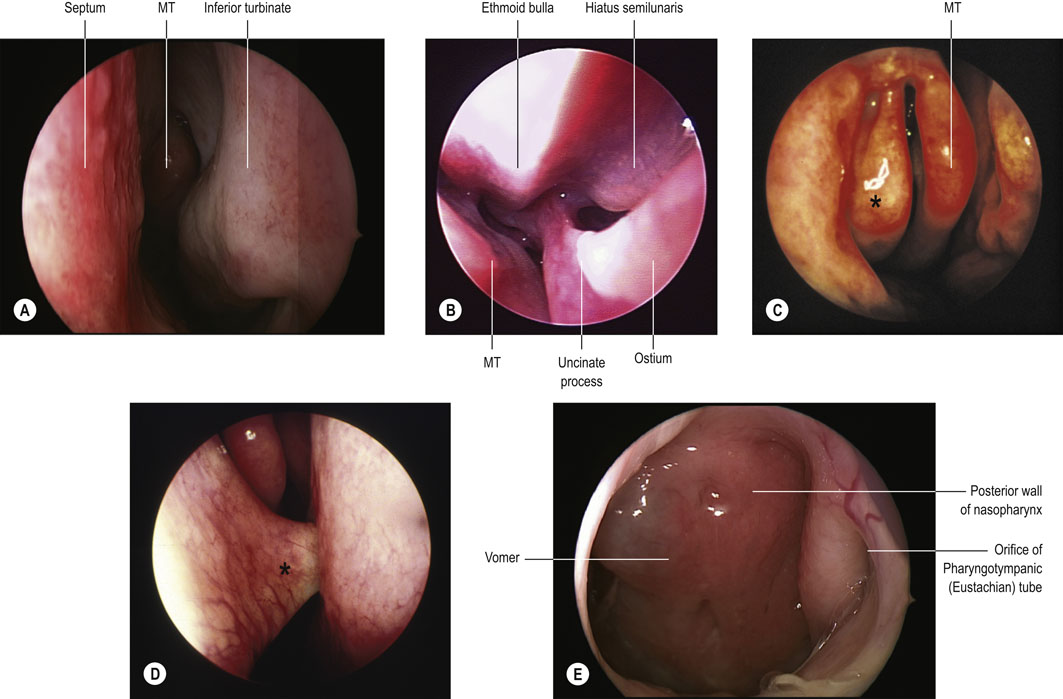 Septum
MT
Inferior turbinate
Ethmoid bulla
Hiatus semilunaris
MT
A
B
*
C
MT
Uncinate
process
Ostium
*
D
Vomer
Posterior wall
of nasopharynx
Orifice of
Pharyngotympanic
(Eustachian) tube
E